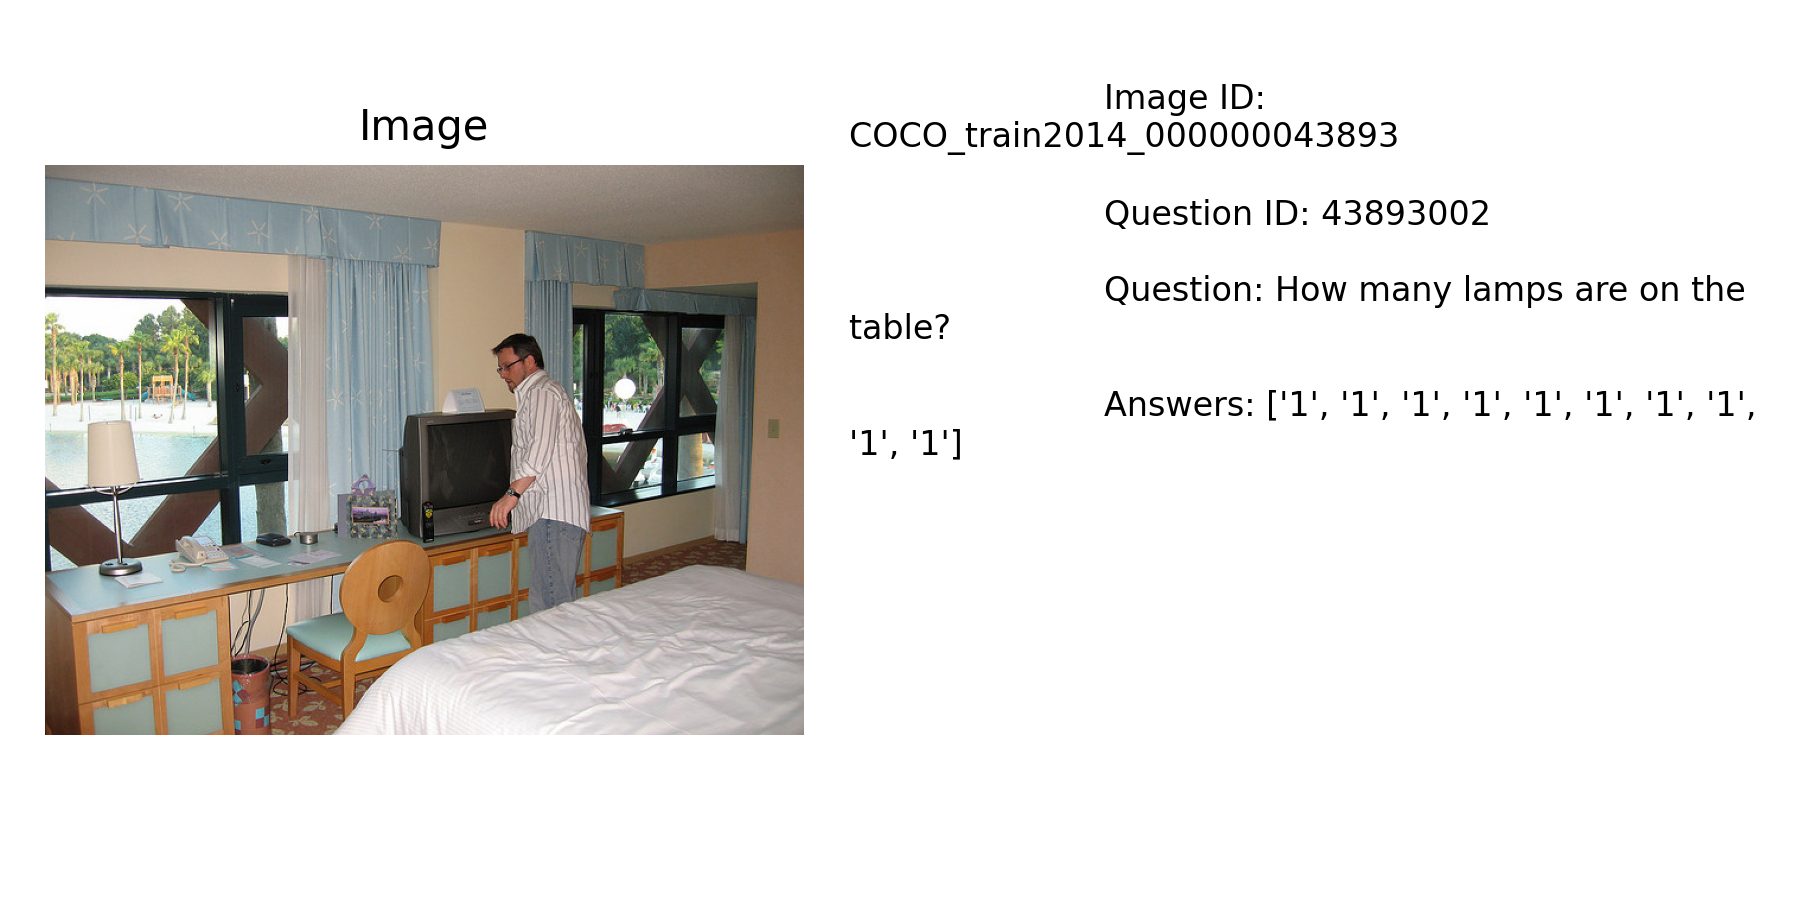 Image
Image ID:
COCO_train2014_000000043893
Question ID: 43893002
Question: How many lamps are on the
table?
Answers: ['1', '1', '1', '1', '1', '1', '1', '1',
'1', '1']